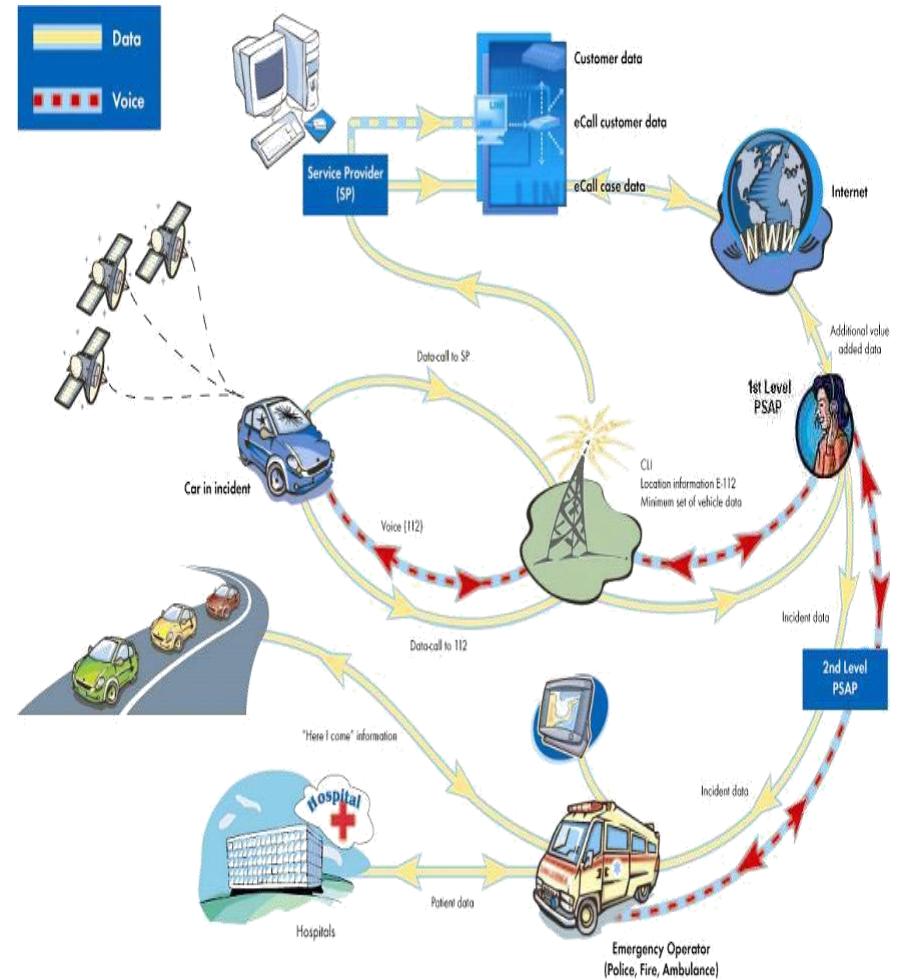 Data
Voice
Customer data
eCall customer data
eCall case data
Service Provider
(SP)
Internet
WWW
Additional value
added data
1st Level
PSAP
Data-call to SP
CLI
Location information E-112
Minimum set of vehicle data
Car in incident
Voice (112)
Data-call to 112
Incident data
2nd Level
PSAP
"Here I come" information
Incident data
Hospital
Patient data
Hospitals
Emergency Operator
(Police, Fire, Ambulance)